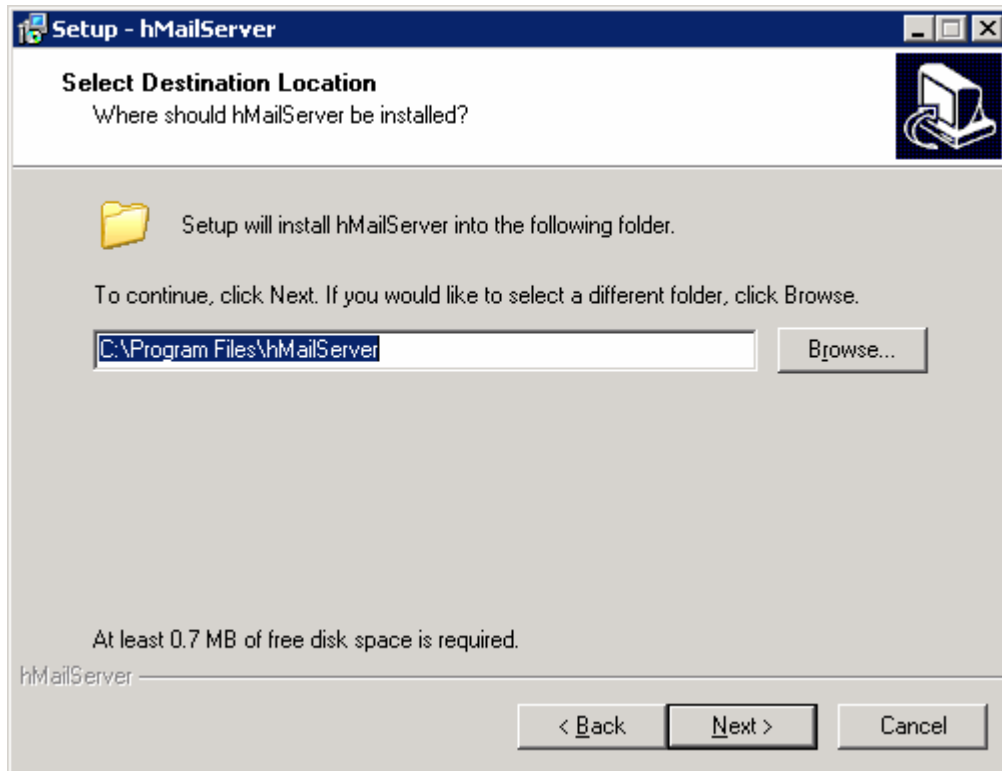 Setup - hMailServer
Select Destination Location
Where should hMailServer be installed?
Setup will install hMailServer into the following folder.
To continue, click Next. If you would like to select a different folder, click Browse.
C:\Program Files\hMailServer
Browse...
At least 0.7 MB of free disk space is required.
hMailServer
< Back
Next >
Cancel